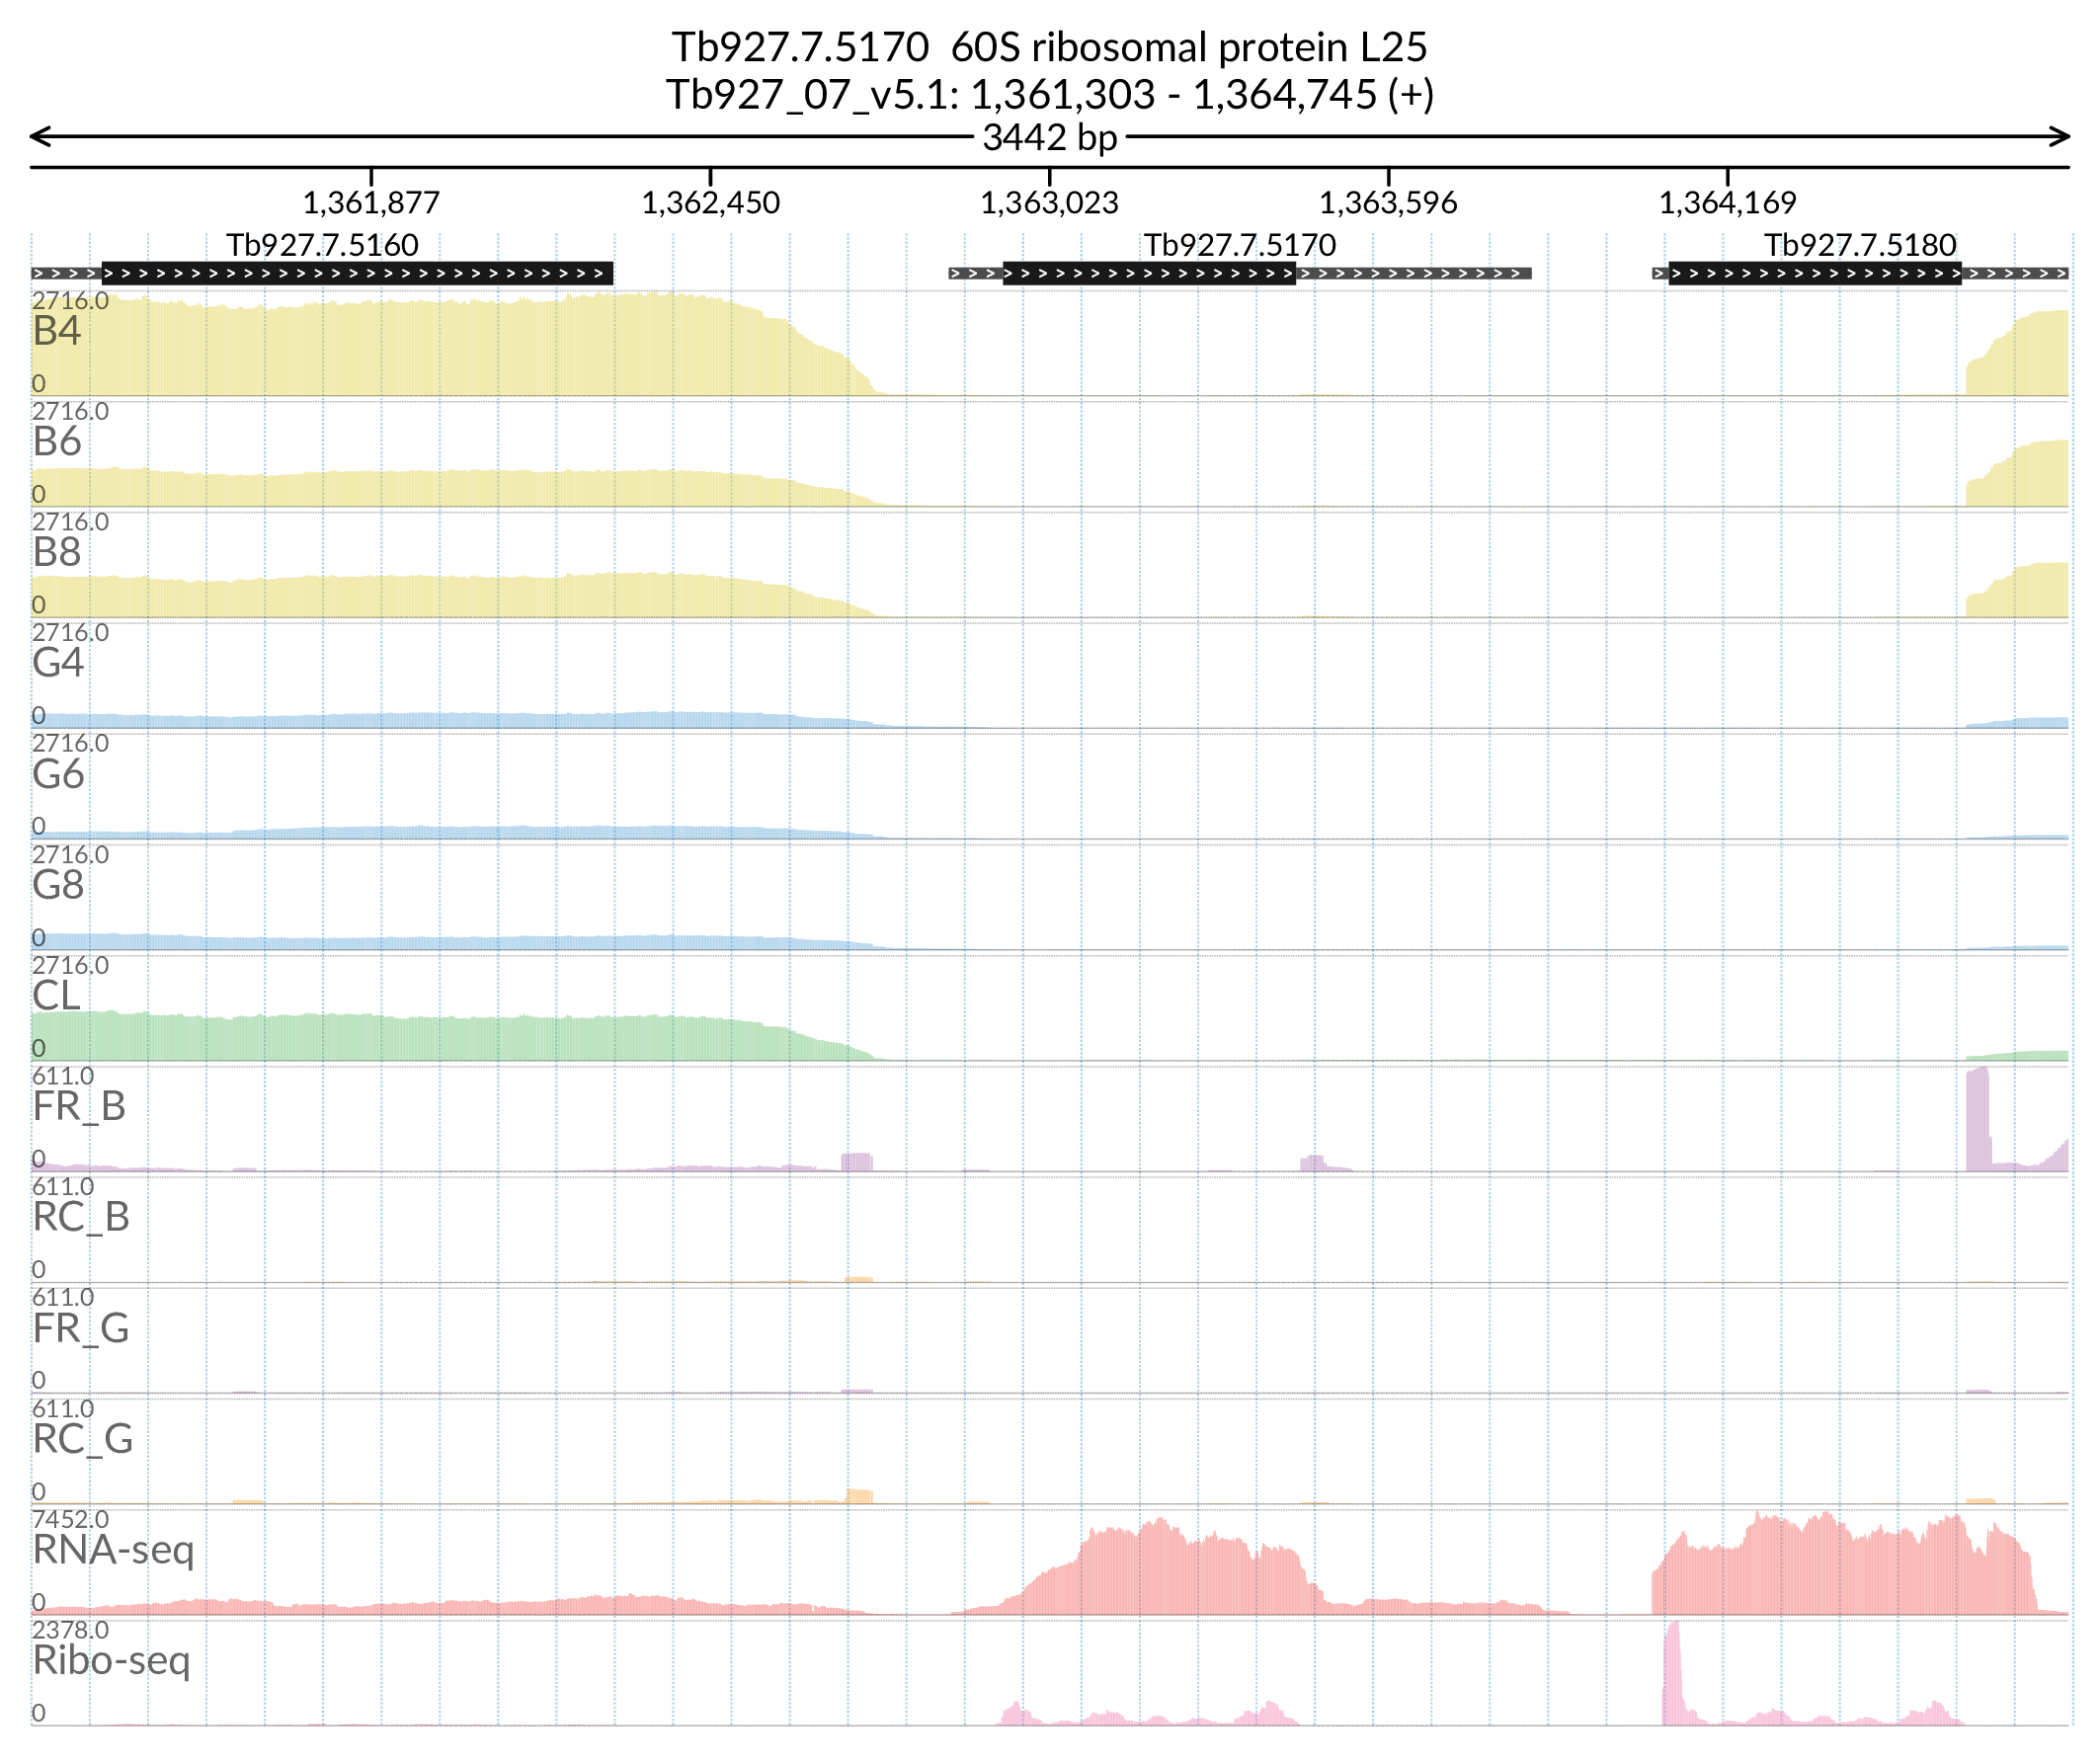 Tb927.7.5170 60S ribosomal protein L25
Tb927_07_v5.1: 1,361,303 - 1,364,745 (+)
3442 bp
1,361,877 1,362,450 1,363,023 1,363,596 1,364,169
Tb927.7.5160 Tb927.7.5170 Tb927.7.5180
2716.0
B4
0
2716.0
B6
0
2716.0
B8
0
2716.0
G4
0
2716.0
G6
0
2716.0
G8
0
2716.0
CL
0
611.0
FR_B
0
611.0
RC_B
0
611.0
FR_G
0
611.0
RC_G
0
7452.0
RNA-seq
0
2378.0
Ribo-seq
0